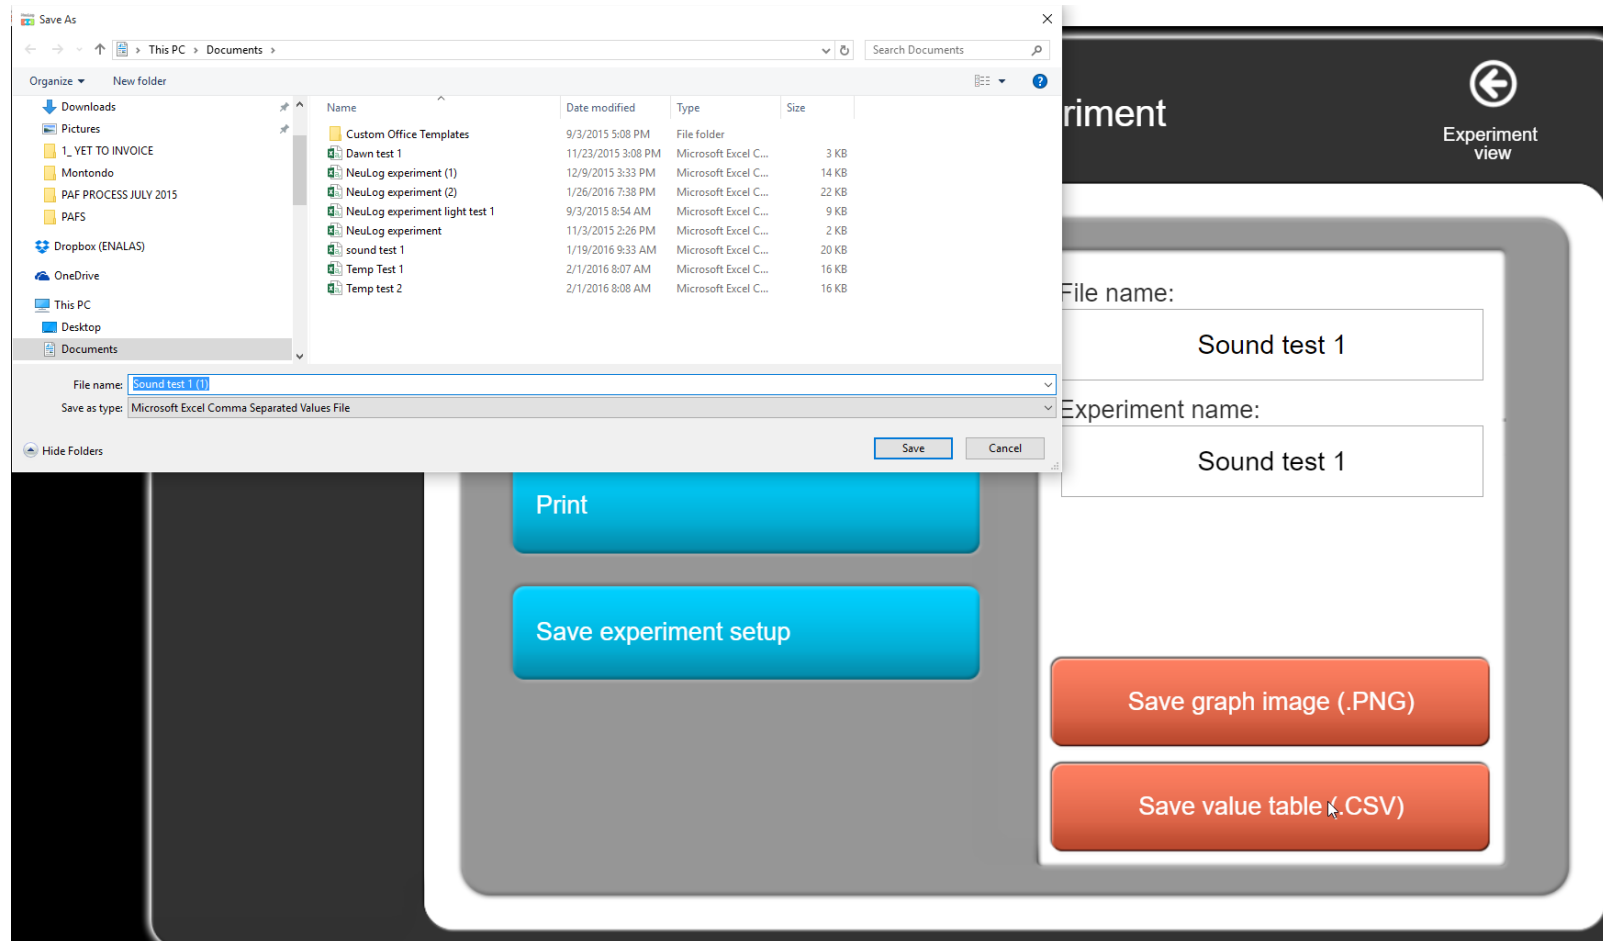 Save As
This PC > Documents >
Search Documents
Organize
New folder
Downloads
Pictures
1_ YET TO INVOICE
Montondo
PAF PROCESS JULY 2015
PAFS
Dropbox (ENALAS)
OneDrive
This PC
Desktop
Documents
Name Date modified Type Size
Custom Office Templates 9/3/2015 5:08 PM File folder
Dawn test 1 11/23/2015 3:08 PM Microsoft Excel C... 3 KB
NeuLog experiment (1) 12/9/2015 3:33 PM Microsoft Excel C... 14 KB
NeuLog experiment (2) 1/26/2016 7:38 PM Microsoft Excel C... 22 KB
NeuLog experiment light test 1 9/3/2015 8:54 AM Microsoft Excel C... 9 KB
NeuLog experiment 11/3/2015 2:26 PM Microsoft Excel C... 2 KB
sound test 1 1/19/2016 9:33 AM Microsoft Excel C... 20 KB
Temp Test 1 2/1/2016 8:07 AM Microsoft Excel C... 16 KB
Temp test 2 2/1/2016 8:08 AM Microsoft Excel C... 16 KB
File name: Sound test 1 (1)
Save as type: Microsoft Excel Comma Separated Values File
Hide Folders
Save
Cancel
riment
Experiment
view
File name:
Sound test 1
Experiment name:
Sound test 1
Print
Save experiment setup
Save graph image (.PNG)
Save value table (.CSV)